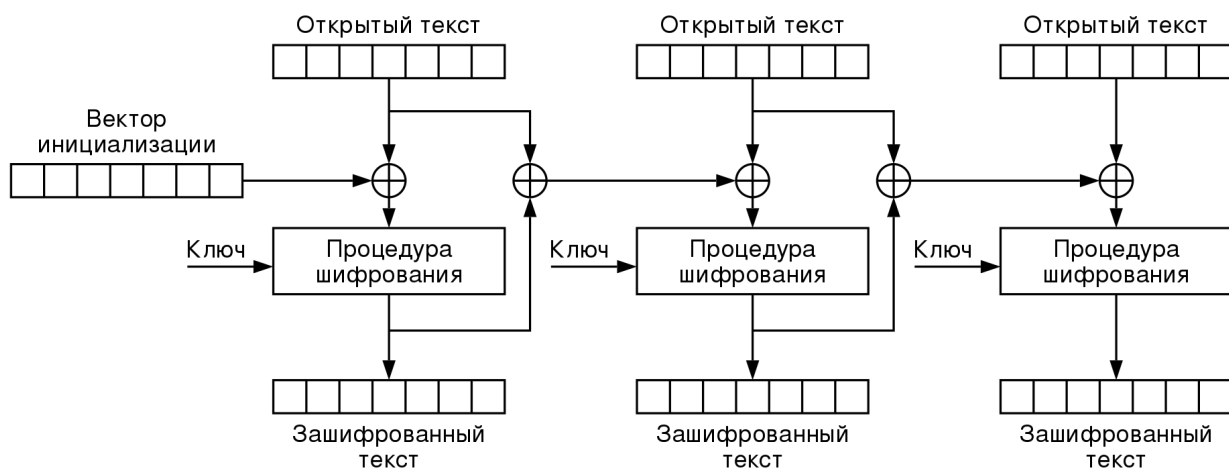 Открытый текст
Открытый текст
Открытый текст
Вектор
инициализации
Ключ
Процедура
шифрования
Ключ
Процедура
шифрования
Ключ
Процедура
шифрования
Зашифрованный
текст
Зашифрованный
текст
Зашифрованный
текст